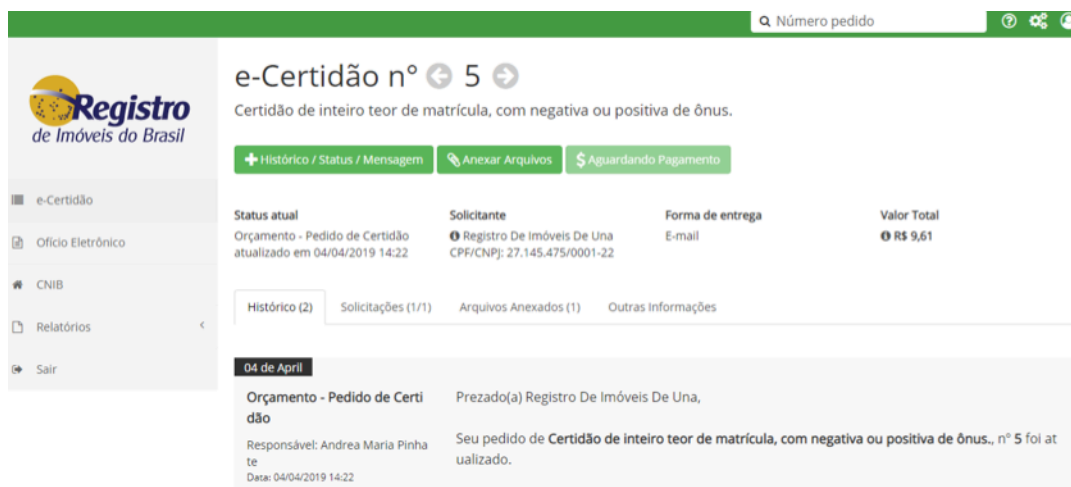 Número pedido
Registro
de Imóveis do Brasil
e-Certidão
Ofício Eletrônico
CNIB
Relatórios
Sair
e-Certidão n° 5
Certidão de inteiro teor de matrícula, com negativa ou positiva de ônus.
Histórico / Status / Mensagem Anexar Arquivos $ Aguardando Pagamento
Status atual Solicitante Forma de entrega Valor Total
Orçamento - Pedido de Certidão Registro De Imóveis De Una E-mail R$ 9,61
atualizado em 04/04/2019 14:22 CPF/CNPJ: 27.145.475/0001-22
Histórico (2) Solicitações (1/1) Arquivos Anexados (1) Outras Informações
04 de April
Orçamento - Pedido de Certi
dão
Responsável: Andrea Maria Pinha
te
Data: 04/04/2019 14:22
Prezado(a) Registro De Imóveis De Una,
Seu pedido de Certidão de inteiro teor de matrícula, com negativa ou positiva de ônus., n° 5 foi at
ualizado.